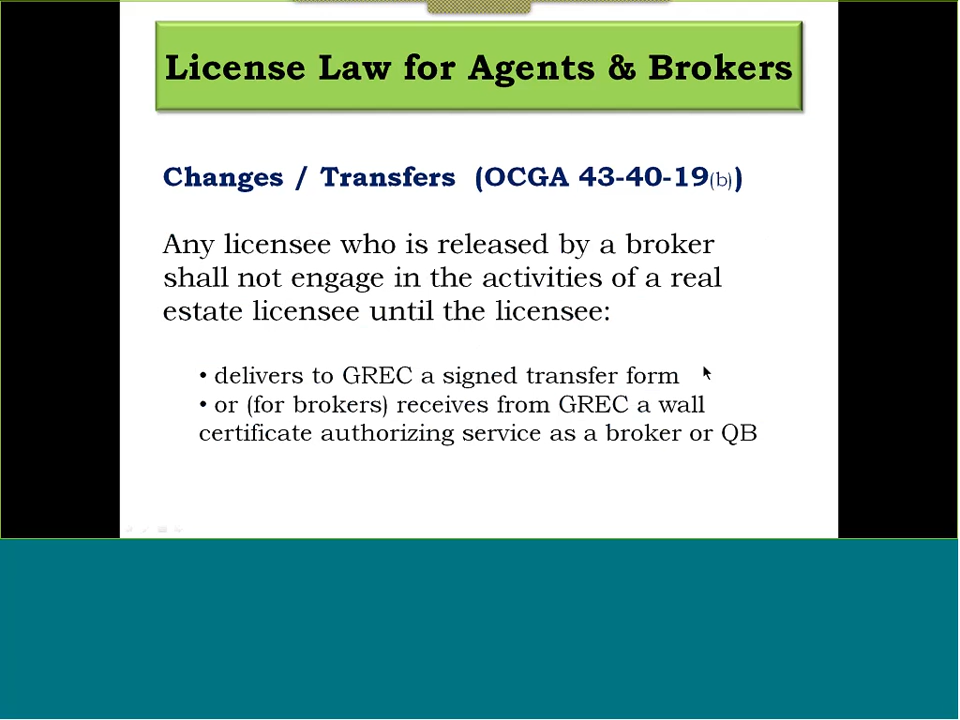 License Law for Agents & Brokers
Changes / Transfers (OCGA 43-40-19(b))
Any licensee who is released by a broker
shall not engage in the activities of a real
estate licensee until the licensee:
• delivers to GREC a signed transfer form
• or (for brokers) receives from GREC a wall
certificate authorizing service as a broker or QB